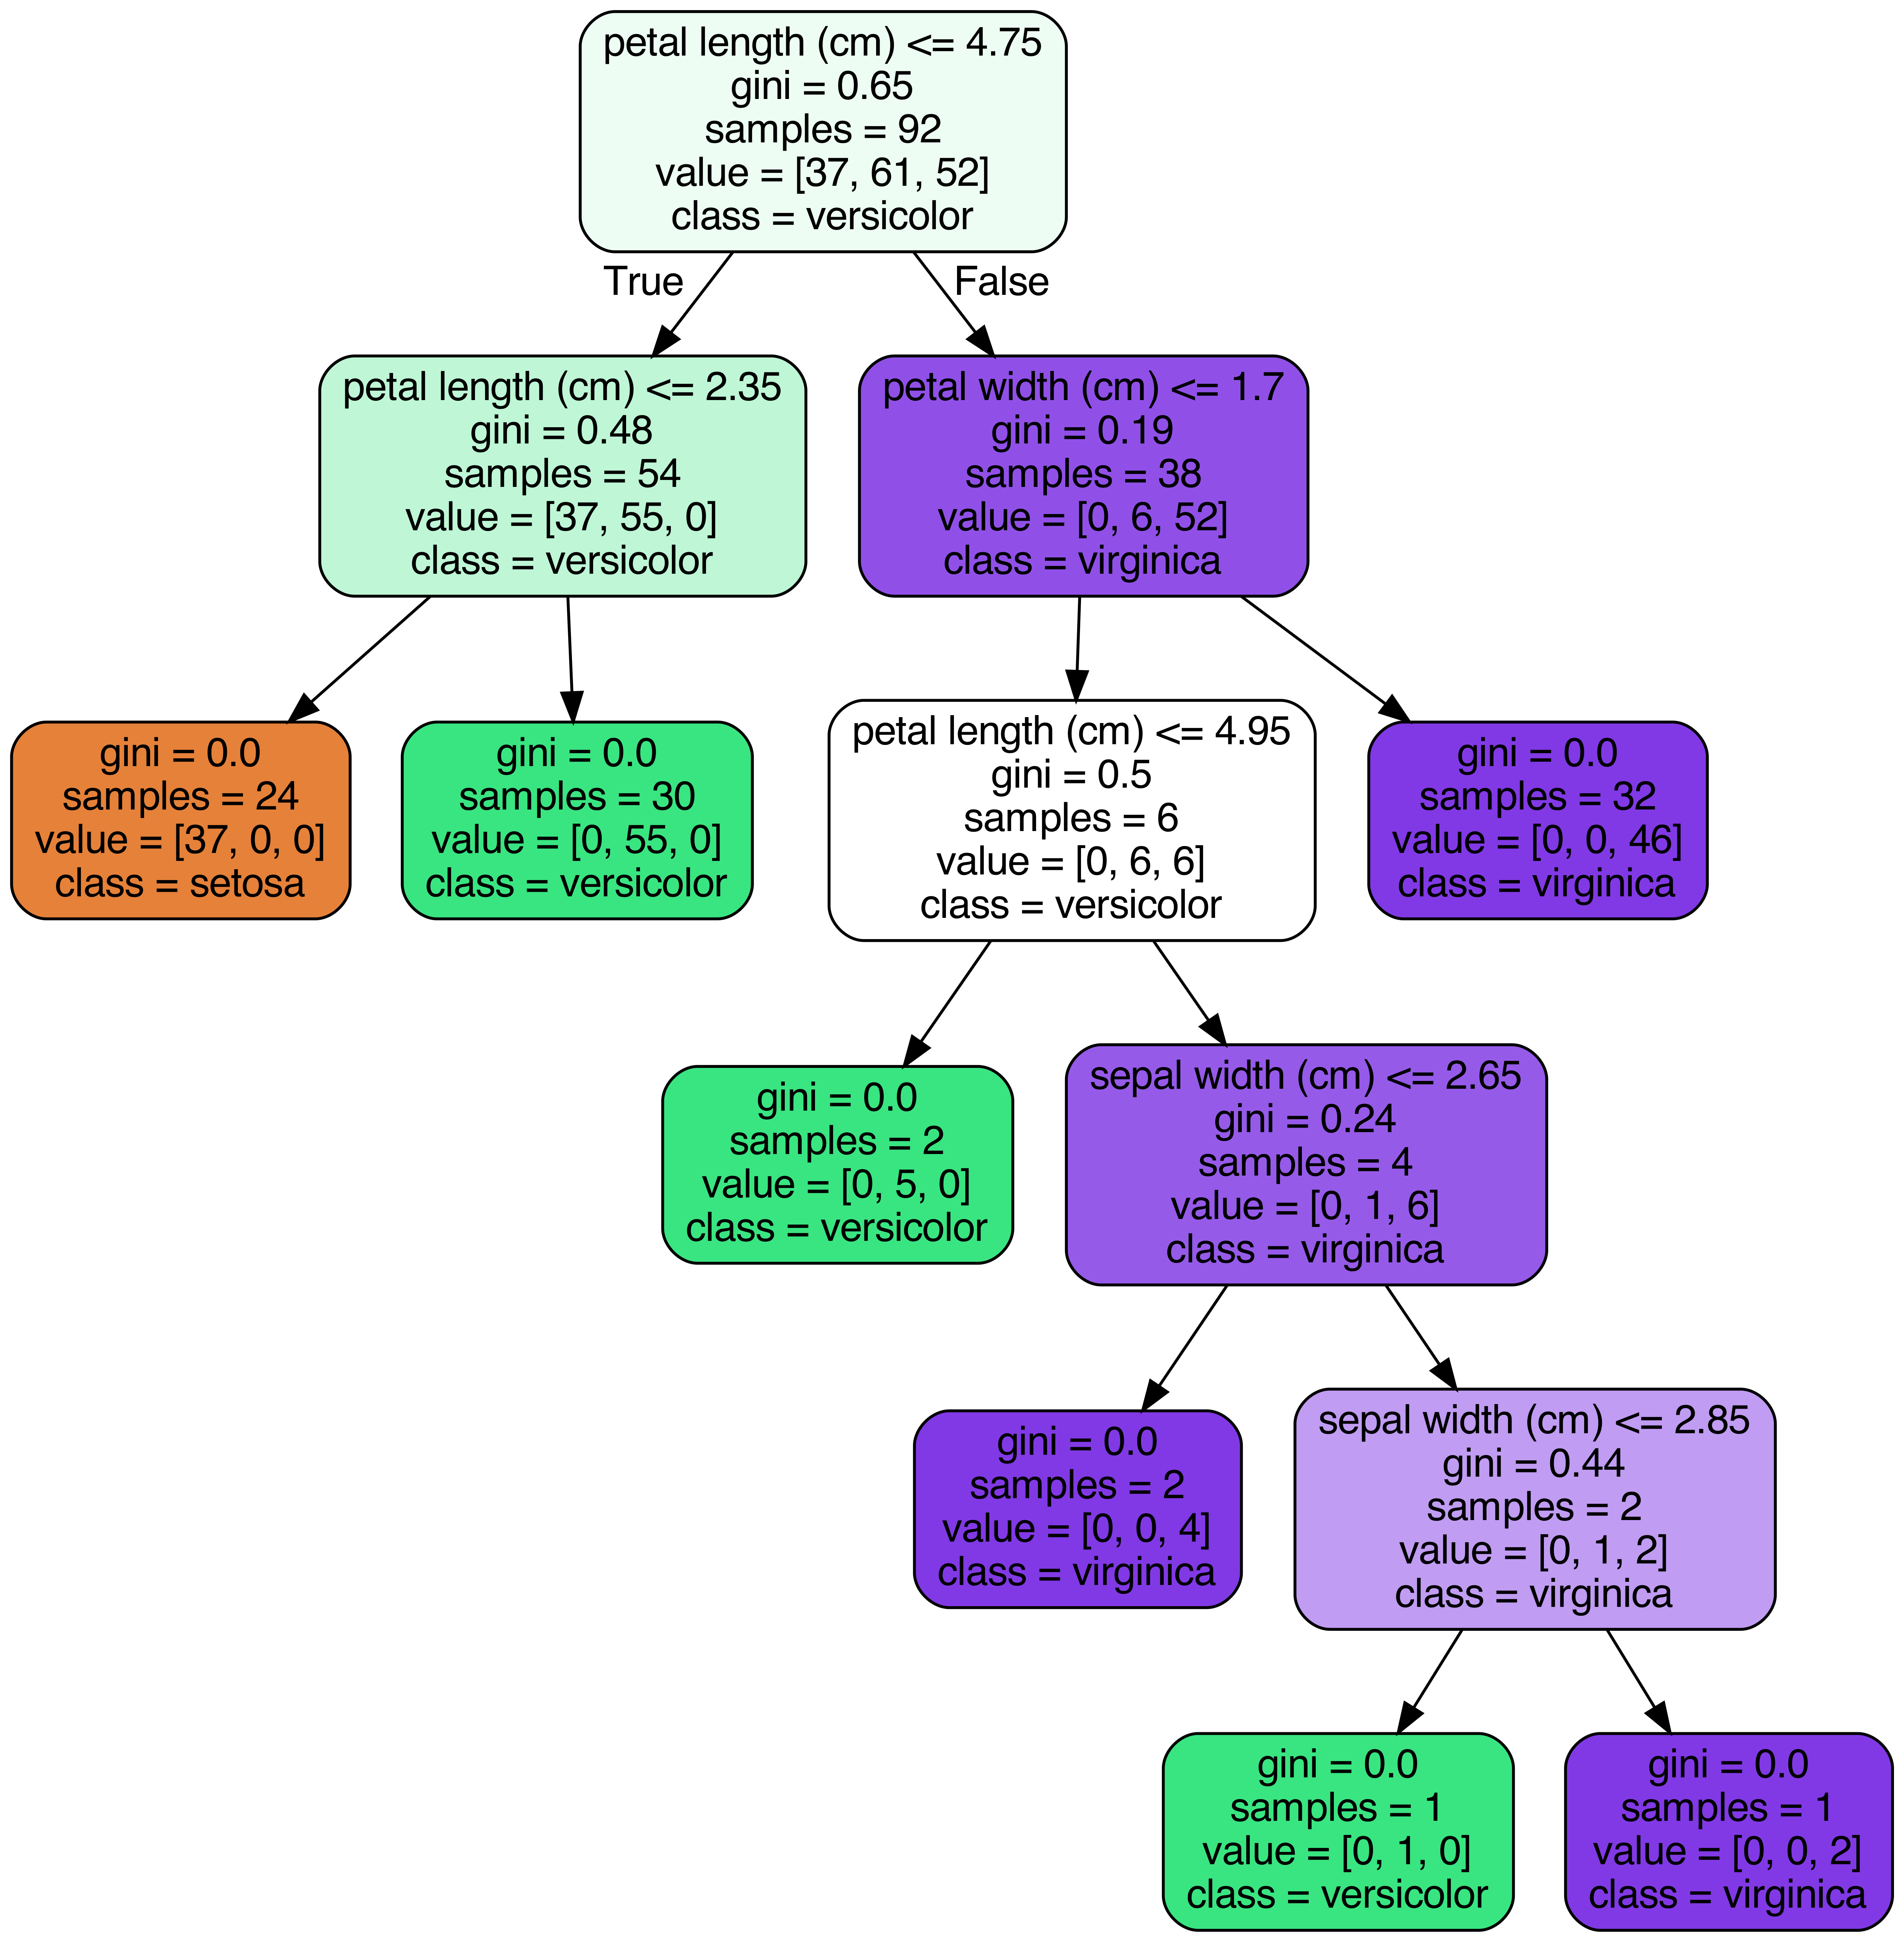 petal length (cm) <= 4.75
gini = 0.65
samples = 92
value = [37, 61, 52]
class = versicolor
True
False
petal length (cm) <= 2.35
gini = 0.48
samples = 54
value = [37, 55, 0]
class = versicolor
petal width (cm) <= 1.7
gini = 0.19
samples = 38
value = [0, 6, 52]
class = virginica
gini = 0.0
samples = 24
value = [37, 0, 0]
class = setosa
gini = 0.0
samples = 30
value = [0, 55, 0]
class = versicolor
petal length (cm) <= 4.95
gini = 0.5
samples = 6
value = [0, 6, 6]
class = versicolor
gini = 0.0
samples = 32
value = [0, 0, 46]
class = virginica
gini = 0.0
samples = 2
value = [0, 5, 0]
class = versicolor
sepal width (cm) <= 2.65
gini = 0.24
samples = 4
value = [0, 1, 6]
class = virginica
gini = 0.0
samples = 2
value = [0, 0, 4]
class = virginica
sepal width (cm) <= 2.85
gini = 0.44
samples = 2
value = [0, 1, 2]
class = virginica
gini = 0.0
samples = 1
value = [0, 1, 0]
class = versicolor
gini = 0.0
samples = 1
value = [0, 0, 2]
class = virginica